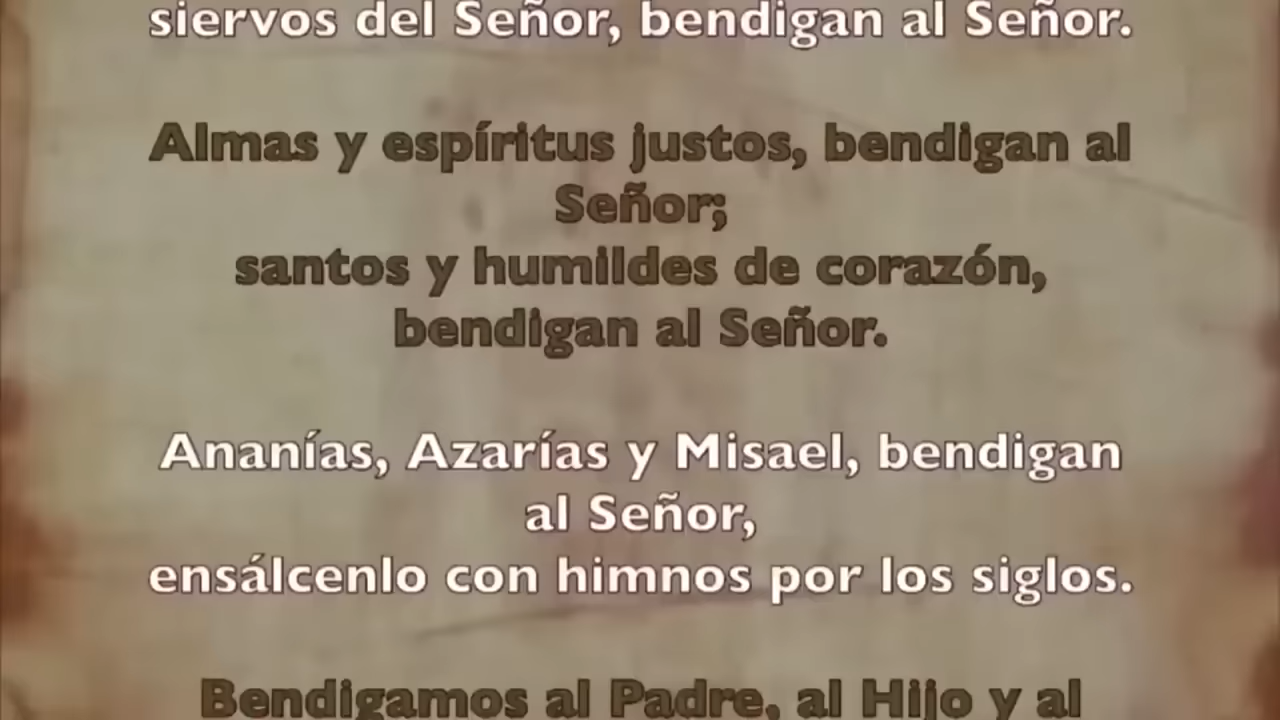 siervos del Señor, bendigan al Señor.
Almas y espíritus justos, bendigan al
Señor;
santos y humildes de corazón,
bendigan al Señor.
Ananías, Azarías y Misael, bendigan
al Señor,
ensálcenlo con himnos por los siglos.
Bendigamos al Padre, al Hijo y al